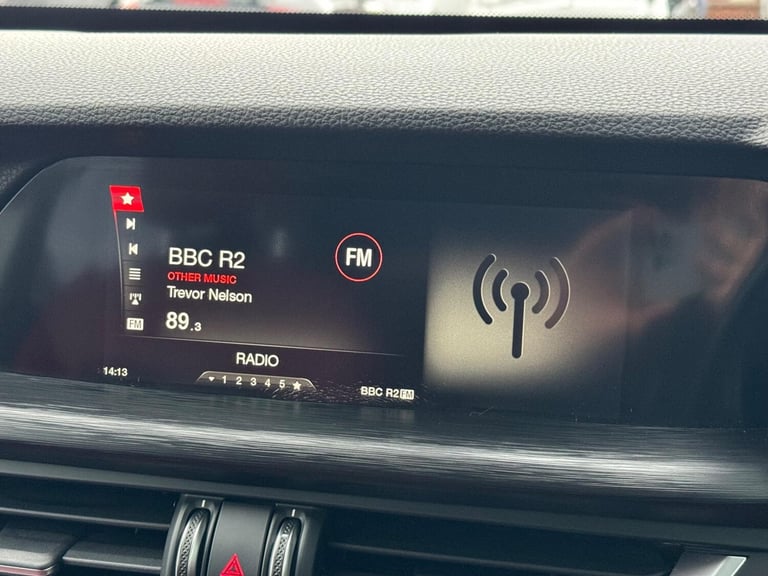 BBC R2
OTHER MUSIC
Trevor Nelson
FM
89.3
FM
RADIO
14:13
1 2 3 4 5
BBC R2 FM